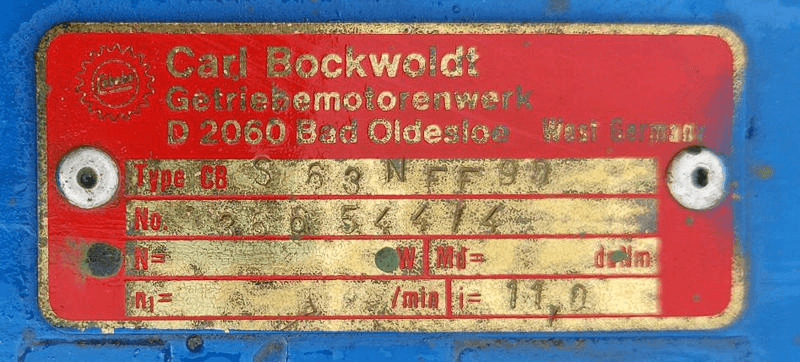 Carl Bockwoldt
Getriebemotorenwerk
D 2060 Bad Oldesloe West Germany
Type CB S 63 N FF 90
No.
N= W Md= daNm
n₁= /min i= 11,0